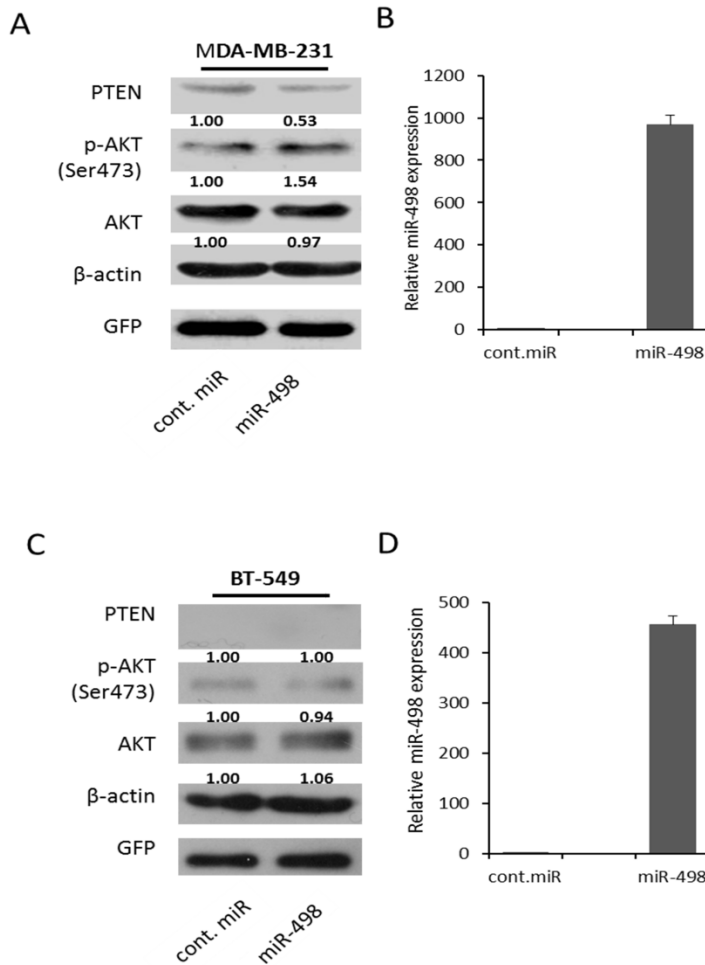 A
MDA-MB-231
PTEN
1.00 0.53
p-AKT
(Ser473)
1.00 1.54
AKT
1.00 0.97
β-actin
GFP
cont. miR
miR-498
B
Relative miR-498 expression
1200
1000
800
600
400
200
0
cont.miR
miR-498
C
BT-549
PTEN
1.00 1.00
p-AKT
(Ser473)
1.00 0.94
AKT
1.00 1.06
β-actin
GFP
cont. miR
miR-498
D
Relative miR-498 expression
500
400
300
200
100
0
cont.miR
miR-498